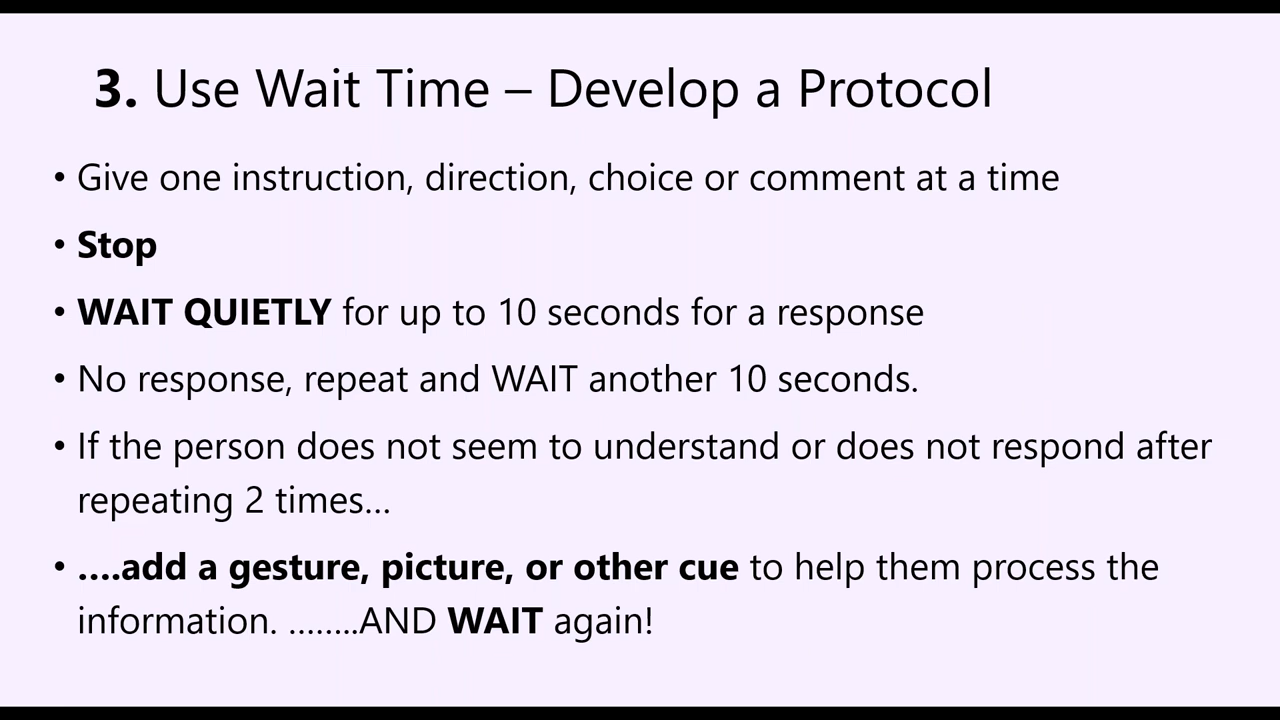 3. Use Wait Time – Develop a Protocol
• Give one instruction, direction, choice or comment at a time
• Stop
• WAIT QUIETLY for up to 10 seconds for a response
• No response, repeat and WAIT another 10 seconds.
• If the person does not seem to understand or does not respond after
repeating 2 times…
• ….add a gesture, picture, or other cue to help them process the
information. ........AND WAIT again!